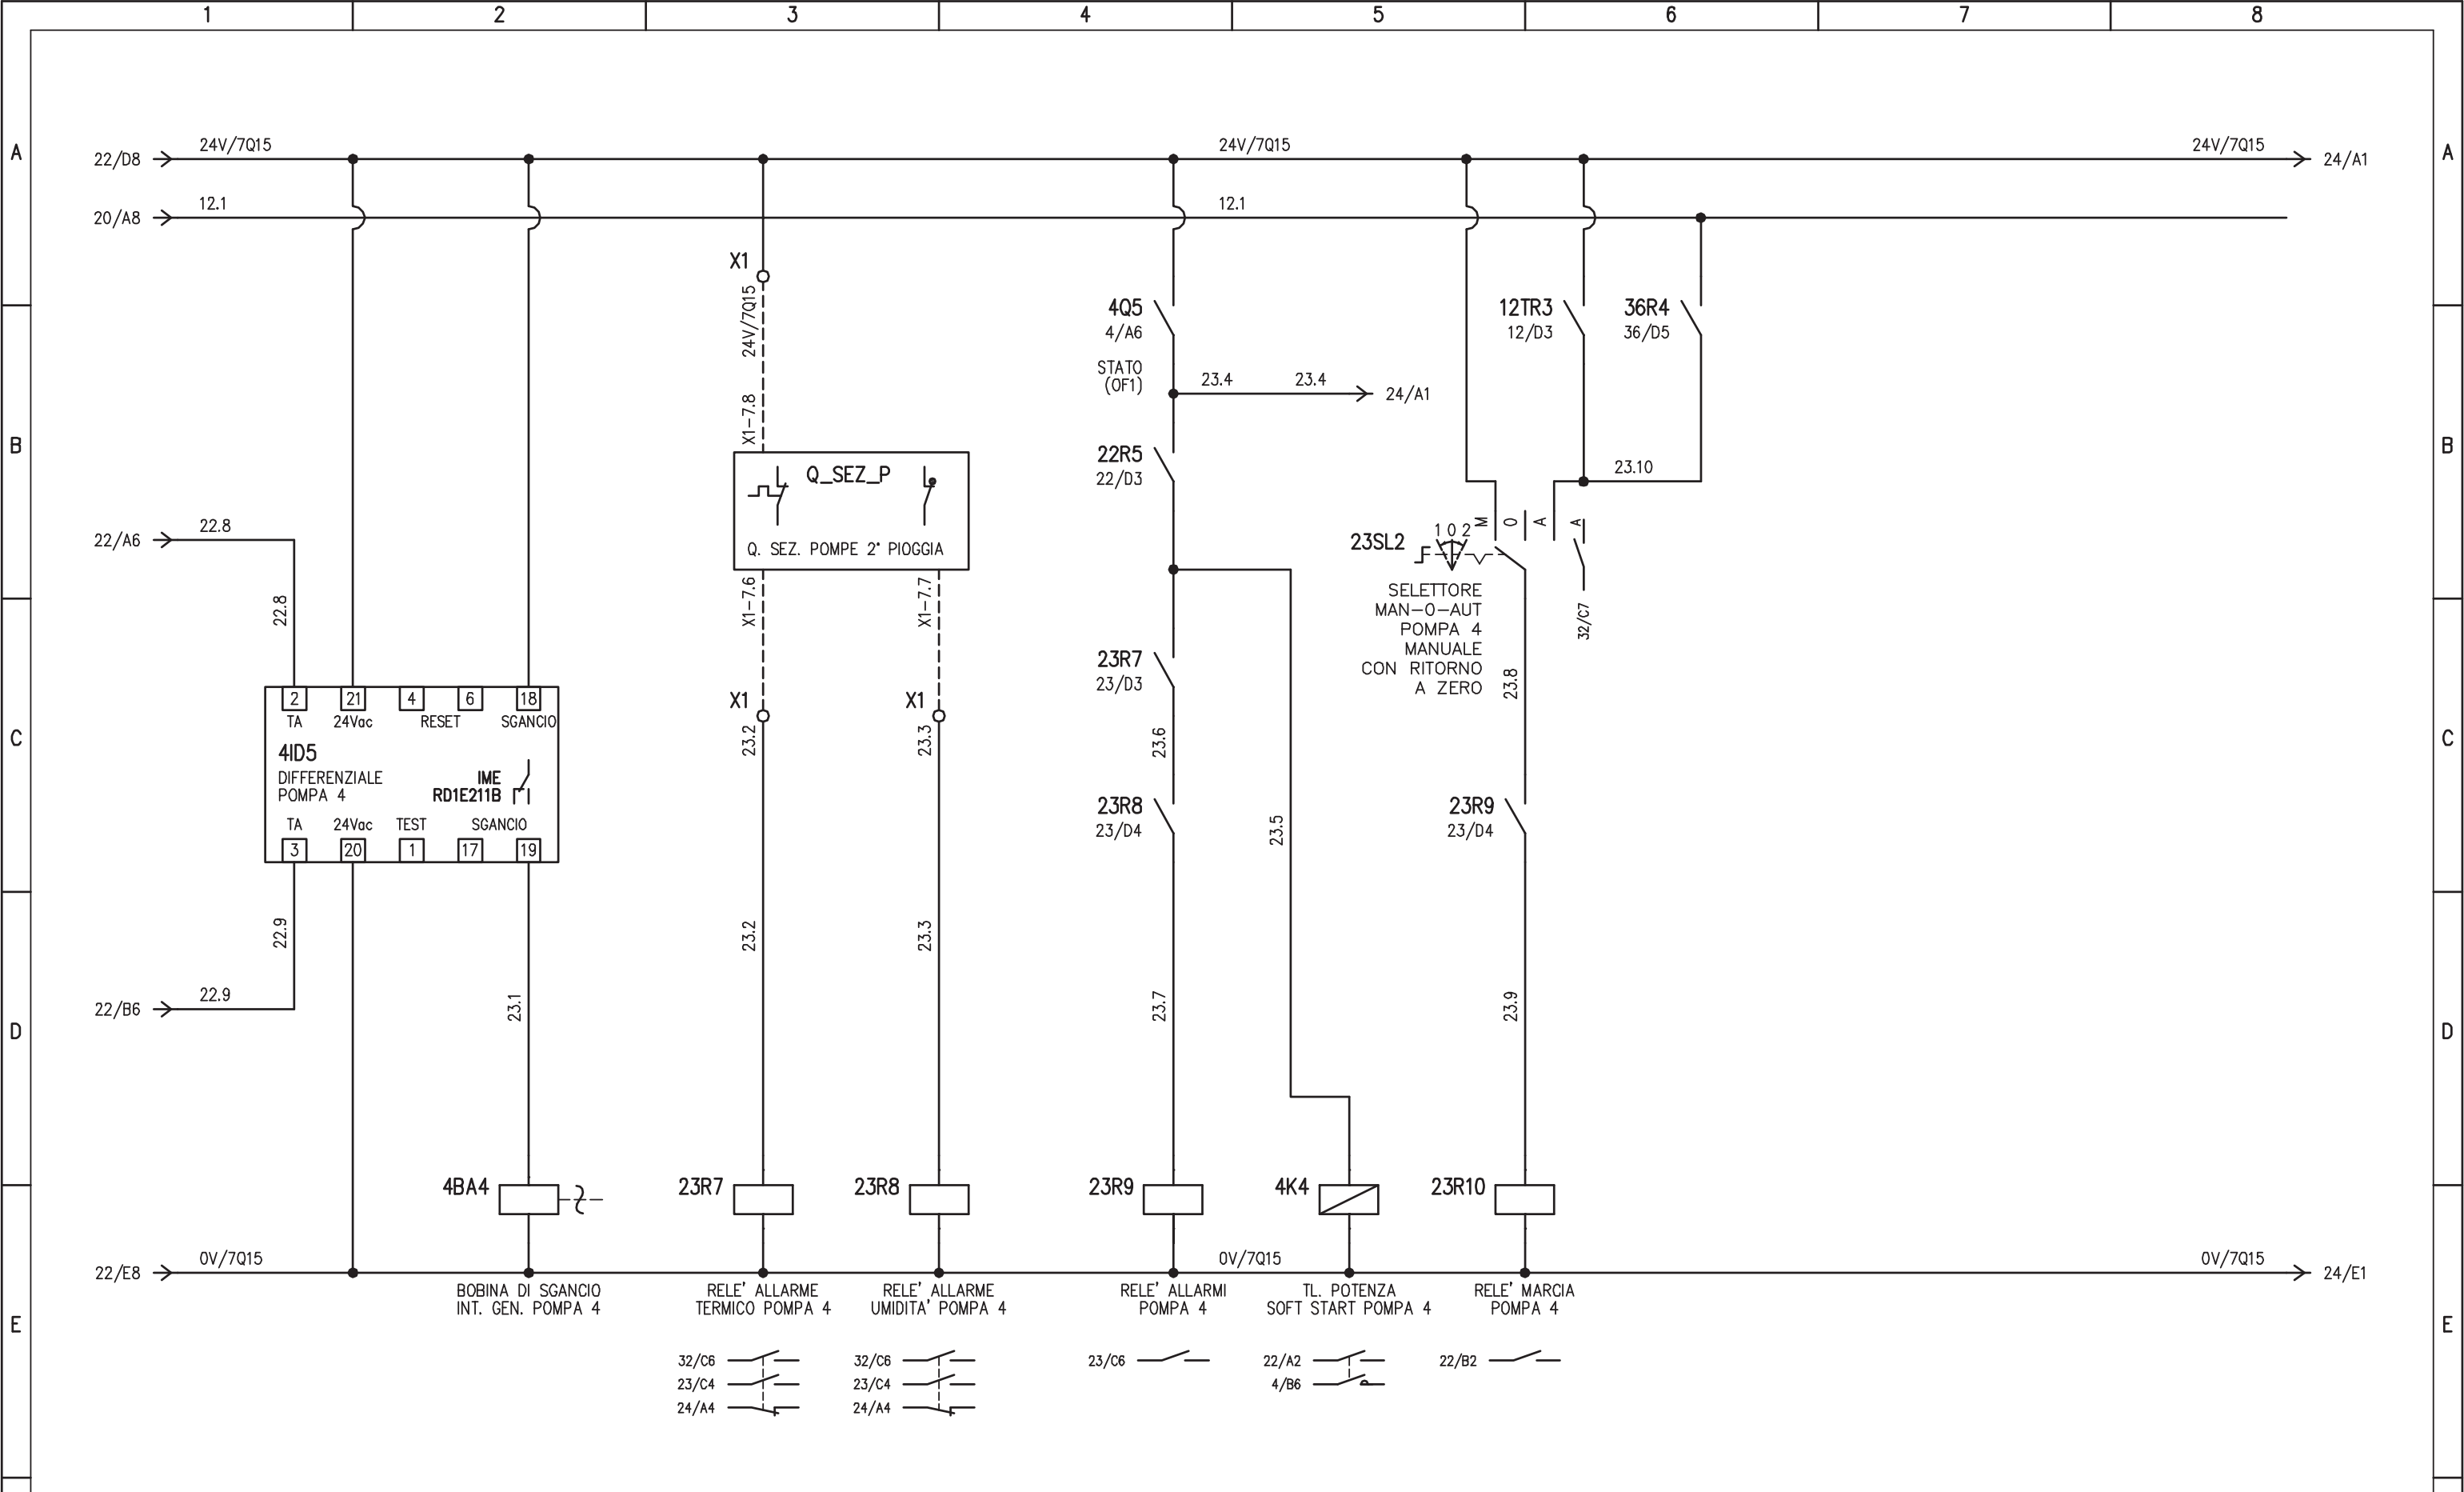 1 2 3 4 5 6 7 8
A A
22/D8 24V/7Q15 24V/7Q15 24V/7Q15 24/A1
20/A8 12.1 12.1
X1
24V/7Q15
X1-7.8
4Q5
4/A6
STATO
(OF1)
23.4 23.4 24/A1
12TR3
12/D3
36R4
36/D5
B B
22R5
22/D3
23.10
Q_SEZ_P
Q. SEZ. POMPE 2° PIOGGIA
22/A6 22.8
22.8
X1-7.6
X1-7.7
M O A A
1 0 2
23SL2
SELETTORE
MAN-O-AUT
POMPA 4
MANUALE
CON RITORNO
A ZERO
32/C7
23.8
C C
2 21 4 6 18
TA 24Vac RESET SGANCIO
4ID5
DIFFERENZIALE
POMPA 4
IME
RD1E211B
TA 24Vac TEST SGANCIO
3 20 1 17 19
X1
23.2
X1
23.3
23R7
23/D3
23.6
23R8
23/D4
23.5
23R9
23/D4
D D
22.9
22/B6 22.9
23.1
23.2
23.3
23.7
23.9
4BA4
23R7
23R8
23R9
4K4
23R10
22/E8 0V/7Q15 0V/7Q15 0V/7Q15 24/E1
E E
BOBINA DI SGANCIO
INT. GEN. POMPA 4
RELE' ALLARME
TERMICO POMPA 4
RELE' ALLARME
UMIDITA' POMPA 4
RELE' ALLARMI
POMPA 4
TL. POTENZA
SOFT START POMPA 4
RELE' MARCIA
POMPA 4
32/C6
23/C4
24/A4
32/C6
23/C4
24/A4
23/C6
22/A2
4/B6
22/B2